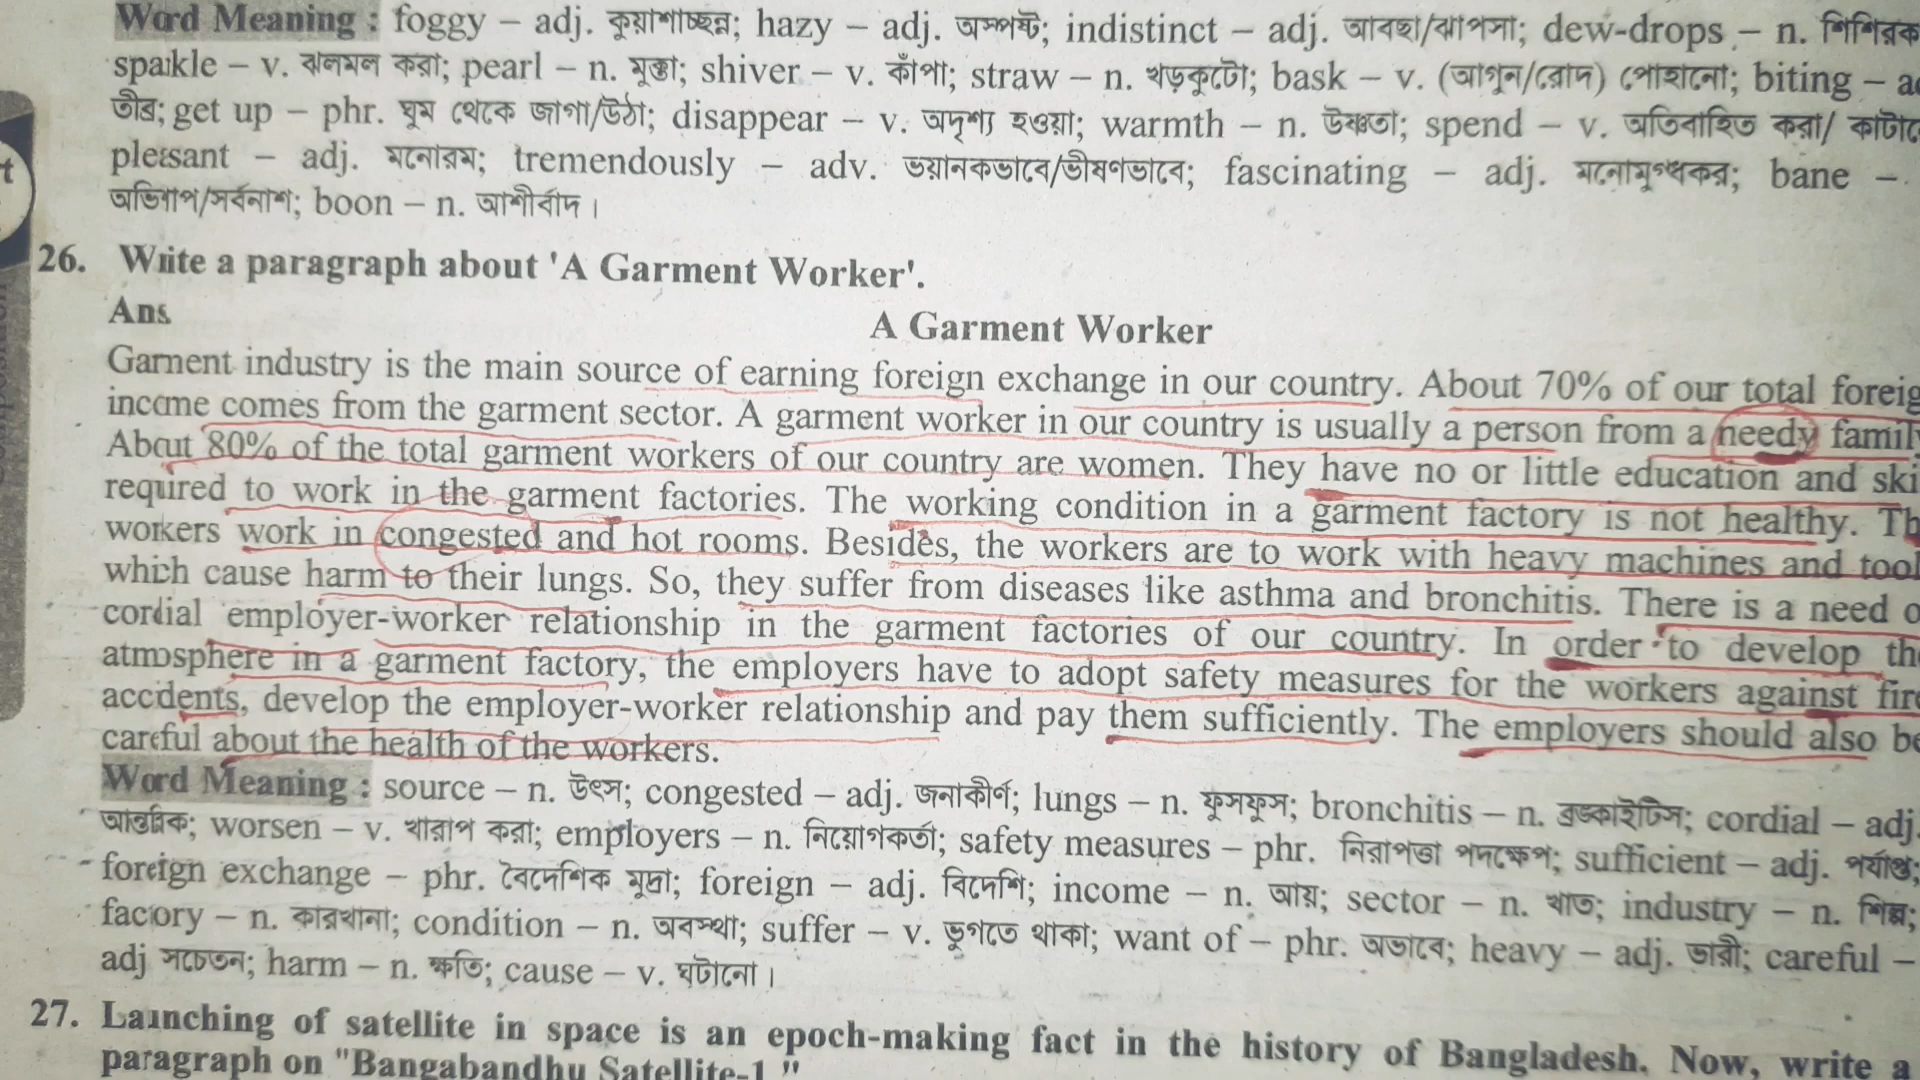 Word Meaning : foggy – adj. কুয়াশাচ্ছন্ন; hazy – adj. অস্পষ্ট; indistinct – adj. আবছা/ঝাপসা; dew-drops – n. শিশিরক
sparkle – v. ঝলমল করা; pearl – n. মুক্তা; shiver – v. কাঁপা; straw – n. খড়কুটো; bask – v. (আগুন/রোদ) পোহানো; biting –
তীব্র; get up – phr. ঘুম থেকে জাগা/উঠা; disappear – v. অদৃশ্য হওয়া; warmth – n. উষ্ণতা; spend – v. অতিবাহিত করা/ কাটা
pleasant – adj. মনোরম; tremendously – adv. ভয়ানকভাবে/ভীষণভাবে; fascinating – adj. মনোমুগ্ধকর; bane –
অভিশাপ/সর্বনাশ; boon – n. আশীর্বাদ।
26. Write a paragraph about 'A Garment Worker'.
Ans
A Garment Worker
Garment industry is the main source of earning foreign exchange in our country. About 70% of our total foreig
income comes from the garment sector. A garment worker in our country is usually a person from a needy famil
About 80% of the total garment workers of our country are women. They have no or little education and ski
required to work in the garment factories. The working condition in a garment factory is not healthy. Th
workers work in congested and hot rooms. Besides, the workers are to work with heavy machines and tool
which cause harm to their lungs. So, they suffer from diseases like asthma and bronchitis. There is a need o
cordial employer-worker relationship in the garment factories of our country. In order to develop the
atmosphere in a garment factory, the employers have to adopt safety measures for the workers against fire
accidents, develop the employer-worker relationship and pay them sufficiently. The employers should also be
careful about the health of the workers.
Word Meaning : source – n. উৎস; congested – adj. জনাকীর্ণ; lungs – n. ফুসফুস; bronchitis – n. ব্রঙ্কাইটিস; cordial – adj.
আন্তরিক; worsen – v. খারাপ করা; employers – n. নিয়োগকর্তা; safety measures – phr. নিরাপত্তা পদক্ষেপ; sufficient – adj. পর্যাপ্ত;
foreign exchange – phr. বৈদেশিক মুদ্রা; foreign – adj. বিদেশি; income – n. আয়; sector – n. খাত; industry – n. শিল্প;
factory – n. কারখানা; condition – n. অবস্থা; suffer – v. ভুগতে থাকা; want of – phr. অভাবে; heavy – adj. ভারী; careful –
adj সচেতন; harm – n. ক্ষতি; cause – v. ঘটানো।
27. Launching of satellite in space is an epoch-making fact in the history of Bangladesh. Now, write a
paragraph on "Bangabandhu Satellite-1."